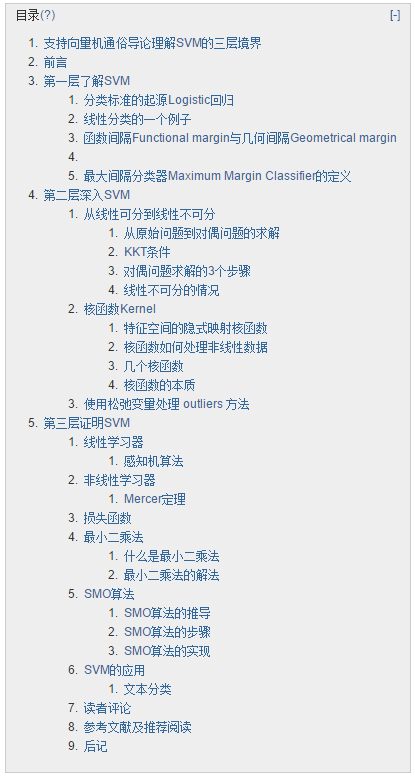 目录(?) [-]
1. 支持向量机通俗导论理解SVM的三层境界
2. 前言
3. 第一层了解SVM
1. 分类标准的起源Logistic回归
2. 线性分类的一个例子
3. 函数间隔Functional margin与几何间隔Geometrical margin
4.
5. 最大间隔分类器Maximum Margin Classifier的定义
4. 第二层深入SVM
1. 从线性可分到线性不可分
1. 从原始问题到对偶问题的求解
2. KKT条件
3. 对偶问题求解的3个步骤
4. 线性不可分的情况
2. 核函数Kernel
1. 特征空间的隐式映射核函数
2. 核函数如何处理非线性数据
3. 几个核函数
4. 核函数的本质
3. 使用松弛变量处理 outliers 方法
5. 第三层证明SVM
1. 线性学习器
1. 感知机算法
2. 非线性学习器
1. Mercer定理
3. 损失函数
4. 最小二乘法
1. 什么是最小二乘法
2. 最小二乘法的解法
5. SMO算法
1. SMO算法的推导
2. SMO算法的步骤
3. SMO算法的实现
6. SVM的应用
1. 文本分类
7. 读者评论
8. 参考文献及推荐阅读
9. 后记